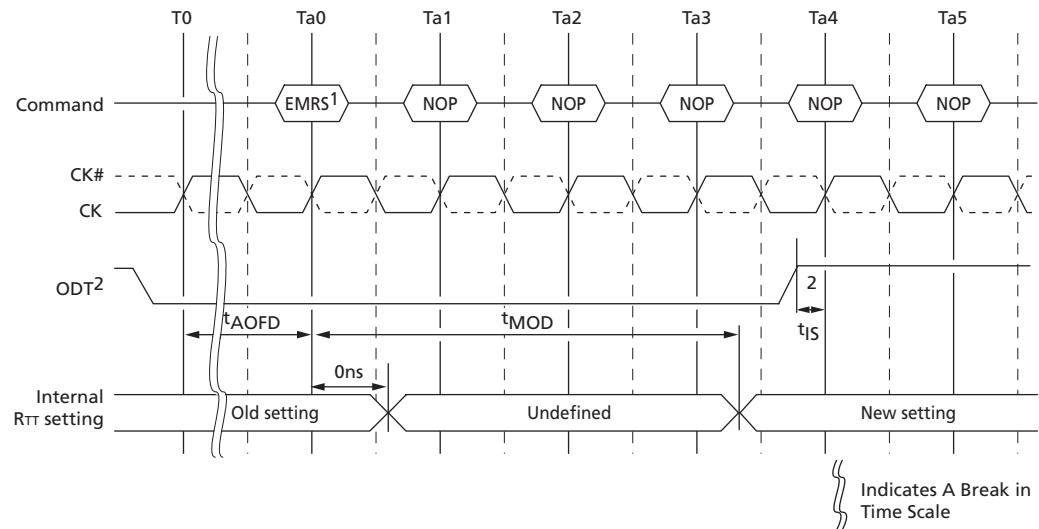 T0 Ta0 Ta1 Ta2 Ta3 Ta4 Ta5
Command EMRS1 NOP NOP NOP NOP NOP
CK#
CK
ODT2 2
tAOFD tMOD tIS
0ns
Internal
RTT setting Old setting Undefined New setting
Indicates A Break in
Time Scale